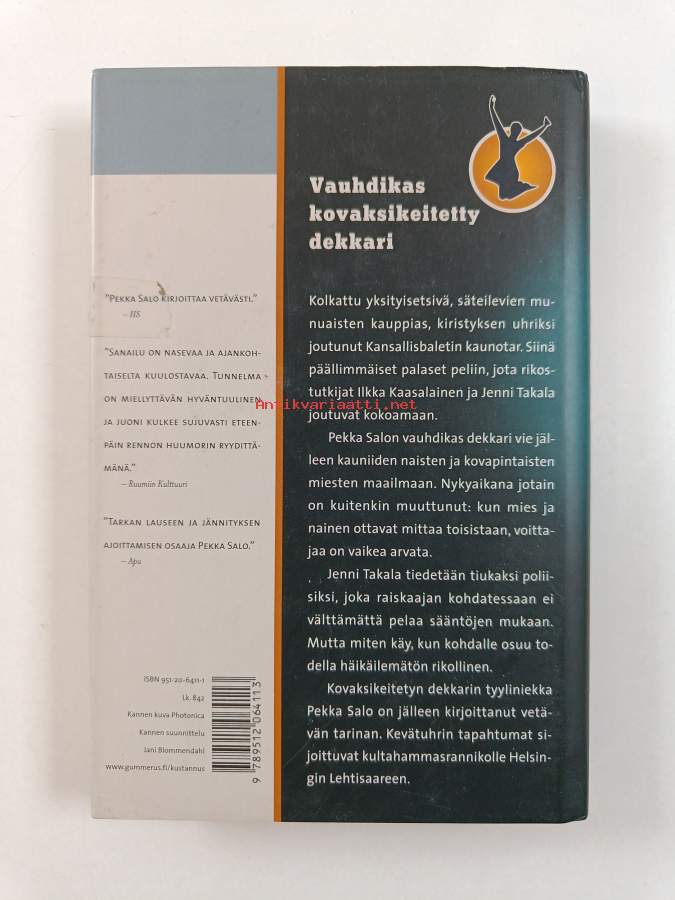 Vauhdikas
kovaksikeitetty
dekkari
Kolkattu yksityisetsivä, säteilevien mu-
nuaisten kauppias, kiristyksen uhriksi
joutunut Kansallisbaletin kaunotar. Siinä
päällimmäiset palaset peliin, jota rikos-
tutkijat Ilkka Kaasalainen ja Jenni Takala
joutuvat kokoamaan.
Pekka Salon vauhdikas dekkari vie jäl-
leen kauniiden naisten ja kovapintaisten
miesten maailmaan. Nykyaikana jotain
on kuitenkin muuttunut: kun mies ja
nainen ottavat mittaa toisistaan, voitta-
jaa on vaikea arvata.
Jenni Takala tiedetään tiukaksi polii-
siksi, joka raiskaajan kohdatessaan ei
välttämättä pelaa sääntöjen mukaan.
Mutta miten käy, kun kohdalle osuu to-
della häikäilemätön rikollinen.
Kovaksikeitetyn dekkarin tyyliniekka
Pekka Salo on jälleen kirjoittanut vetä-
vän tarinan. Kevätuhrin tapahtumat si-
joittuvat kultahammasrannikolle Helsin-
gin Lehtisaareen.
"PEKKA SALO KIRJOITTAA VETÄVÄSTI."
– HS
"SANAILU ON NASEVAA JA AJANKOH-
TAISELTA KUULOSTAVAA. TUNNELMA
ON MIELLYTTÄVÄN HYVÄNTUULINEN
JA JUONI KULKEE SUJUVASTI ETEEN-
PÄIN RENNON HUUMORIN RYYDITTÄ-
MÄNÄ."
– Ruumiin Kulttuuri
"TARKAN LAUSEEN JA JÄNNITYKSEN
AJOITTAMISEN OSAAJA PEKKA SALO."
– Apu
ISBN 951-20-6411-1
Lk. 842
Kannen kuva Photonica
Kannen suunnittelu
Jani Blommendahl
www.gummerus.fi/kustannus
9 789512 064113
Antikvariaatti.net